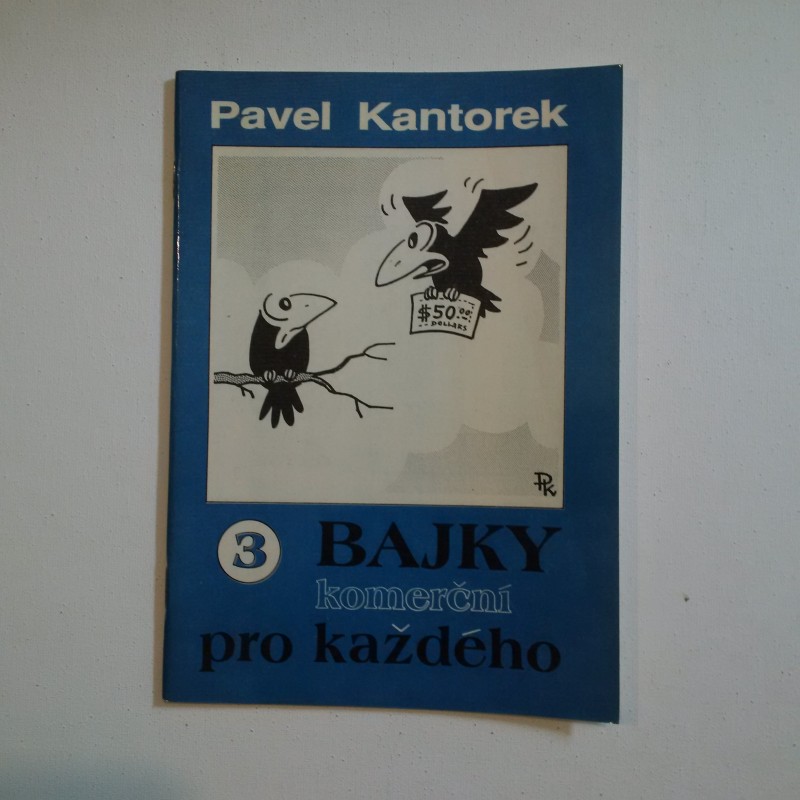 Pavel Kantorek
$50.00
DOLLARS
PK
3 BAJKY
komerční
pro každého